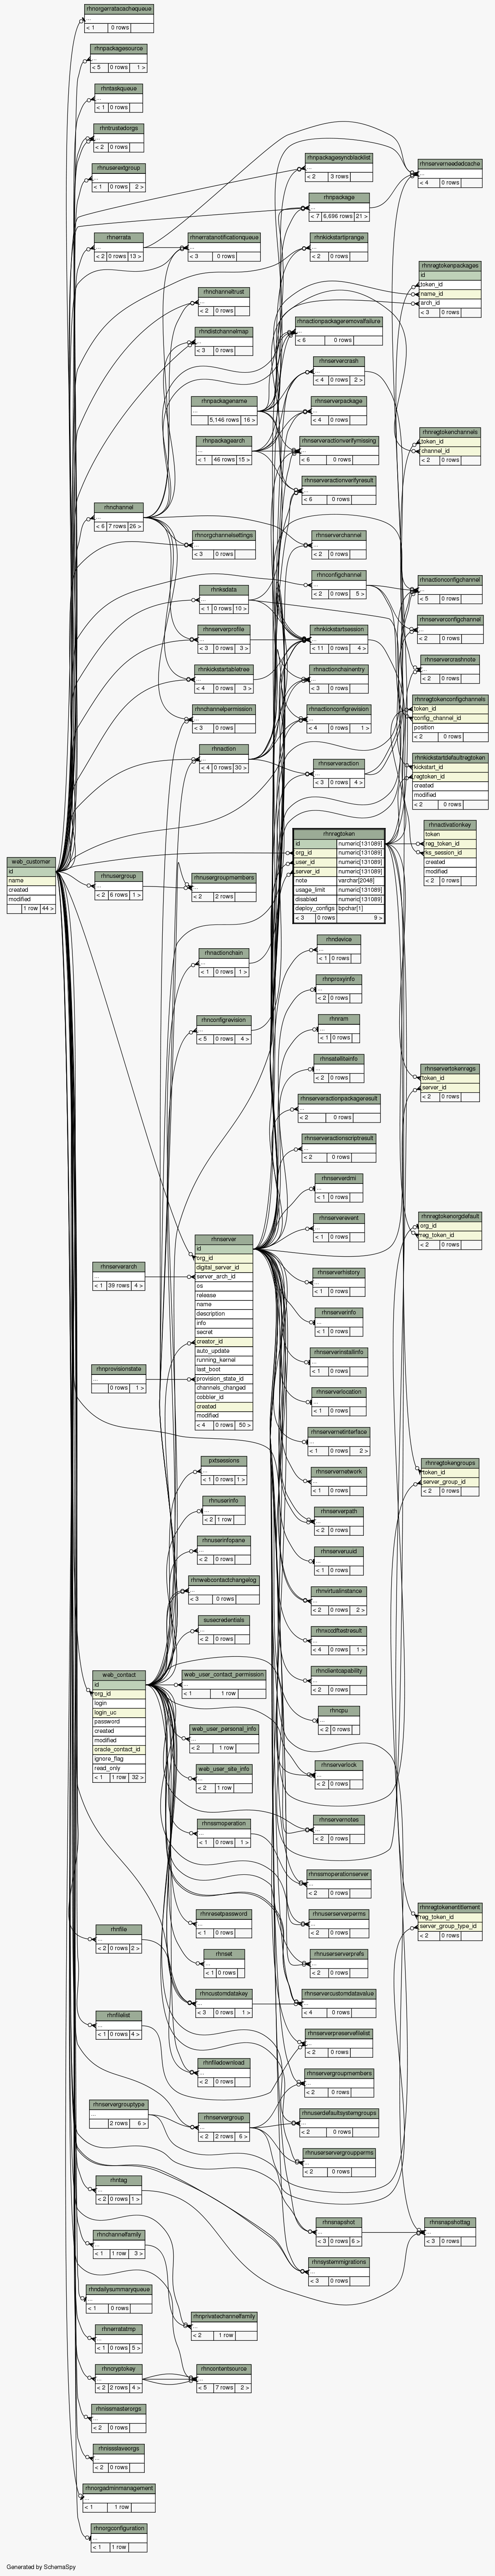 rhnorgerratacachequeue
...
< 1 0 rows
rhnpackagesource
...
< 5 0 rows 1 >
rhntaskqueue
...
< 1 0 rows
rhntrustedorgs
...
< 2 0 rows
rhnuserextgroup
...
< 1 0 rows 2 >
rhnpackagesyncblacklist
...
< 2 3 rows
rhnserverneededcache
...
< 4 0 rows
rhnpackage
...
< 7 6,696 rows 21 >
rhnerrata
...
< 2 0 rows 13 >
rhnerratanotificationqueue
...
< 3 0 rows
rhnkickstartiprange
...
< 2 0 rows
rhnregtokenpackages
id
token_id
name_id
arch_id
< 3 0 rows
rhnchanneltrust
...
< 2 0 rows
rhndistchannelmap
...
< 3 0 rows
rhnactionpackageremovalfailure
...
< 6 0 rows
rhnservercrash
...
< 4 0 rows 2 >
rhnpackagename
...
5,146 rows 16 >
rhnserverpackage
...
< 4 0 rows
rhnpackagearch
...
< 1 46 rows 15 >
rhnserveractionverifymissing
...
< 6 0 rows
rhnregtokenchannels
token_id
channel_id
< 2 0 rows
rhnserveractionverifyresult
...
< 6 0 rows
rhnchannel
...
< 6 7 rows 26 >
rhnorgchannelsettings
...
< 3 0 rows
rhnserverchannel
...
< 2 0 rows
rhnconfigchannel
...
< 2 0 rows 5 >
rhnactionconfigchannel
...
< 5 0 rows
rhnksdata
...
< 1 0 rows 10 >
rhnserverconfigchannel
...
< 2 0 rows
rhnserverprofile
...
< 3 0 rows 3 >
rhnkickstartsession
...
< 11 0 rows 4 >
rhnservercrashnote
...
< 2 0 rows
rhnkickstartabletree
...
< 4 0 rows 3 >
rhnactionchainentry
...
< 3 0 rows
rhnregtokenconfigchannels
token_id
config_channel_id
position
< 2 0 rows
rhnchannelpermission
...
< 3 0 rows
rhnactionconfigrevision
...
< 4 0 rows 1 >
rhnaction
...
< 4 0 rows 30 >
rhnserveraction
...
< 3 0 rows 4 >
rhnkickstartdefaultregtoken
kickstart_id
regtoken_id
created
modified
< 2 0 rows
rhnregtoken
id numeric[131089]
org_id numeric[131089]
user_id numeric[131089]
server_id numeric[131089]
note varchar[2048]
usage_limit numeric[131089]
disabled numeric[131089]
deploy_configs bpchar[1]
< 3 0 rows 9 >
rhnactivationkey
token
reg_token_id
ks_session_id
created
modified
< 2 0 rows
web_customer
id
name
created
modified
1 row 44 >
rhnusergroup
...
< 2 6 rows 1 >
rhnusergroupmembers
...
< 2 2 rows
rhnactionchain
...
< 1 0 rows 1 >
rhndevice
...
< 1 0 rows
rhnproxyinfo
...
< 2 0 rows
rhnconfigrevision
...
< 5 0 rows 4 >
rhnram
...
< 1 0 rows
rhnsatelliteinfo
...
< 2 0 rows
rhnservertokenregs
token_id
server_id
< 2 0 rows
rhnserveractionpackageresult
...
< 2 0 rows
rhnserveractionscriptresult
...
< 2 0 rows
rhnserverdmi
...
< 1 0 rows
rhnserverevent
...
< 1 0 rows
rhnregtokenorgdefault
org_id
reg_token_id
< 2 0 rows
rhnserver
id
org_id
digital_server_id
server_arch_id
os
release
name
description
info
secret
creator_id
auto_update
running_kernel
last_boot
provision_state_id
channels_changed
cobbler_id
created
modified
< 4 0 rows 50 >
rhnserverarch
...
< 1 39 rows 4 >
rhnserverhistory
...
< 1 0 rows
rhnserverinfo
...
< 1 0 rows
rhnserverinstallinfo
...
< 1 0 rows
rhnprovisionstate
...
0 rows 1 >
rhnserverlocation
...
< 1 0 rows
rhnservernetinterface
...
< 1 0 rows 2 >
pxtsessions
...
< 1 0 rows 1 >
rhnservernetwork
...
< 1 0 rows
rhnregtokengroups
token_id
server_group_id
< 2 0 rows
rhnuserinfo
...
< 2 1 row
rhnserverpath
...
< 2 0 rows
rhnuserinfopane
...
< 2 0 rows
rhnserveruuid
...
< 1 0 rows
rhnwebcontactchangelog
...
< 3 0 rows
rhnvirtualinstance
...
< 2 0 rows 2 >
susecredentials
...
< 2 0 rows
rhnxccdftestresult
...
< 4 0 rows 1 >
web_contact
id
org_id
login
login_uc
password
created
modified
oracle_contact_id
ignore_flag
read_only
< 1 1 row 32 >
web_user_contact_permission
...
< 1 1 row
rhnclientcapability
...
< 2 0 rows
rhncpu
...
< 2 0 rows
web_user_personal_info
...
< 2 1 row
web_user_site_info
...
< 2 1 row
rhnserverlock
...
< 2 0 rows
rhnssmoperation
...
< 1 0 rows 1 >
rhnservernotes
...
< 2 0 rows
rhnssmoperationserver
...
< 2 0 rows
rhnresetpassword
...
< 1 0 rows
rhnuserserverperms
...
< 2 0 rows
rhnregtokenentitlement
reg_token_id
server_group_type_id
< 2 0 rows
rhnfile
...
< 2 0 rows 2 >
rhnset
...
< 1 0 rows
rhnuserserverprefs
...
< 2 0 rows
rhncustomdatakey
...
< 3 0 rows 1 >
rhnservercustomdatavalue
...
< 4 0 rows
rhnfilelist
...
< 1 0 rows 4 >
rhnserverpreservefilelist
...
< 2 0 rows
rhnfiledownload
...
< 2 0 rows
rhnservergroupmembers
...
< 2 0 rows
rhnservergrouptype
...
2 rows 6 >
rhnservergroup
...
< 2 2 rows 6 >
rhnuserdefaultsystemgroups
...
< 2 0 rows
rhnuserservergroupperms
...
< 2 0 rows
rhntag
...
< 2 0 rows 1 >
rhnsnapshot
...
< 3 0 rows 6 >
rhnsnapshottag
...
< 3 0 rows
rhnchannelfamily
...
< 1 1 row 3 >
rhnsystemmigrations
...
< 3 0 rows
rhndailysummaryqueue
...
< 1 0 rows
rhnprivatechannelfamily
...
< 2 1 row
rhnerratatmp
...
< 1 0 rows 5 >
rhncryptokey
...
< 2 2 rows 4 >
rhncontentsource
...
< 5 7 rows 2 >
rhnissmasterorgs
...
< 2 0 rows
rhnissslaveorgs
...
< 2 0 rows
rhnorgadminmanagement
...
< 1 1 row
rhnorgconfiguration
...
< 1 1 row
Generated by SchemaSpy